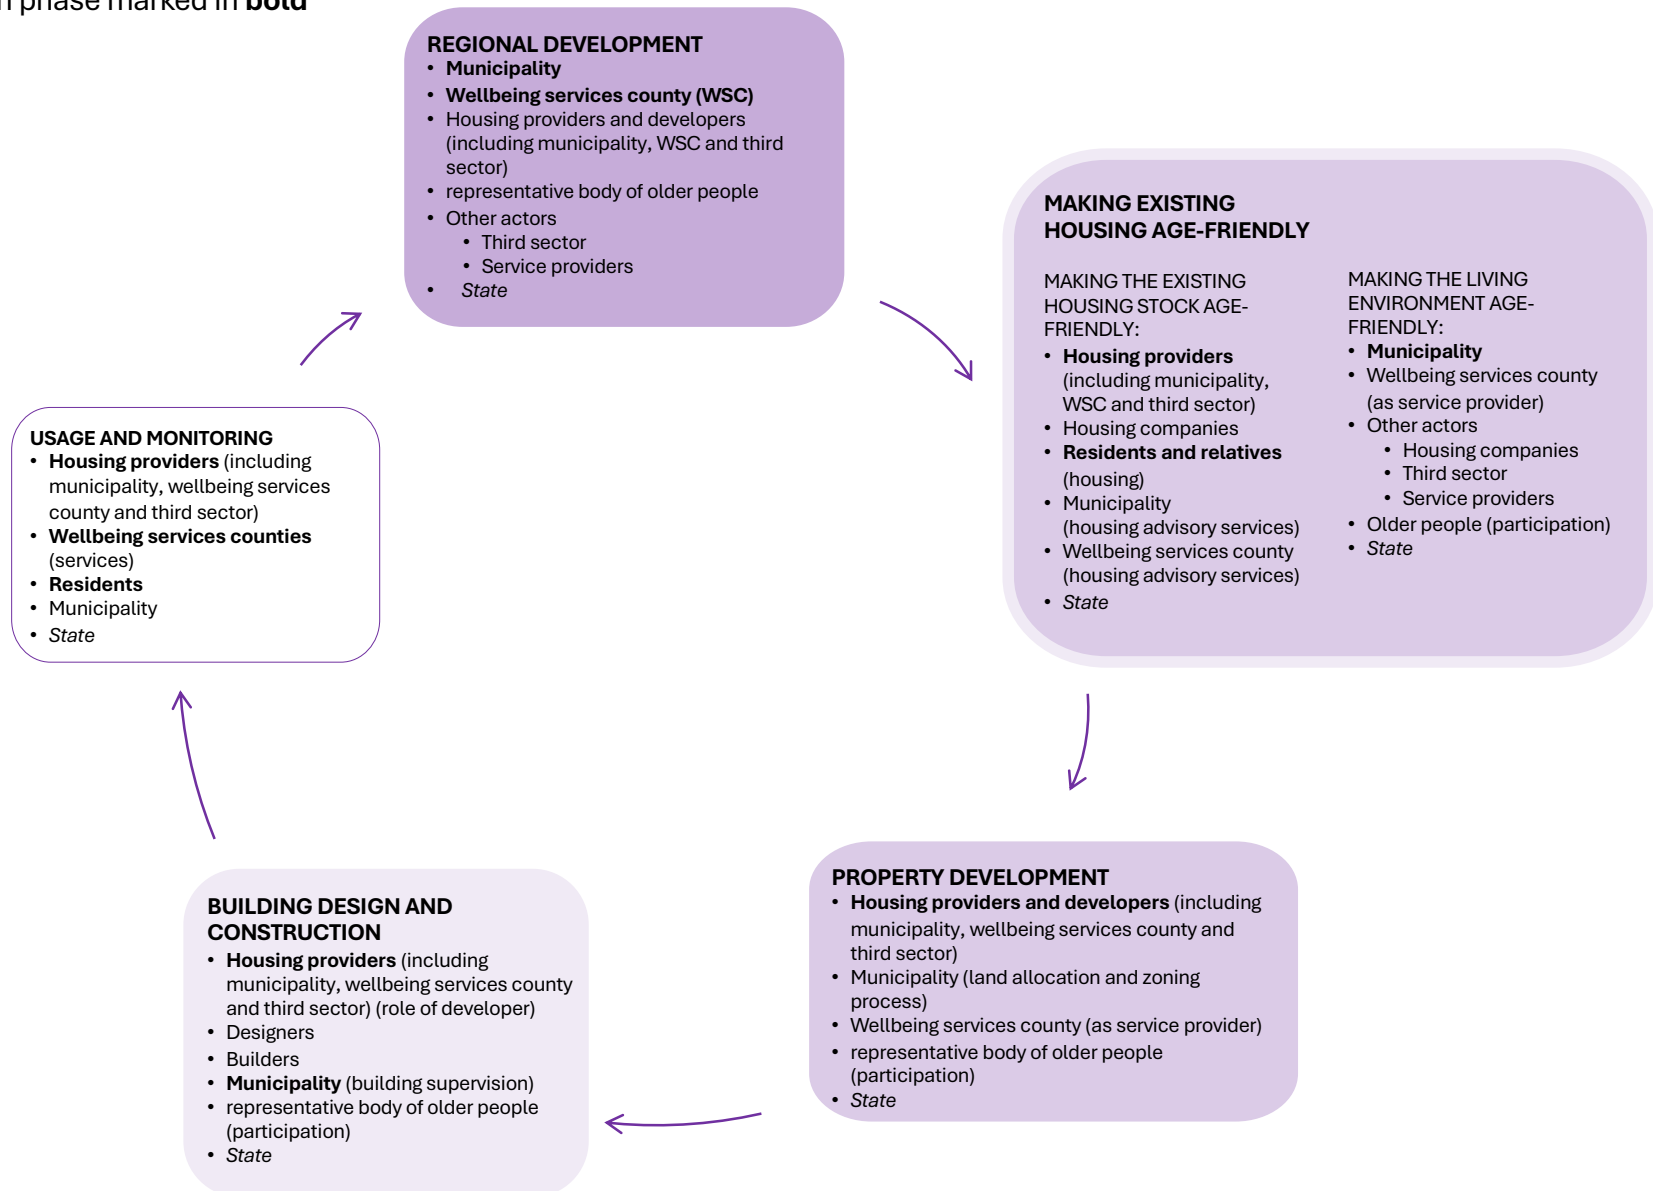 phase marked in bold
REGIONAL DEVELOPMENT
• Municipality
• Wellbeing services county (WSC)
• Housing providers and developers
(including municipality, WSC and third
sector)
• representative body of older people
• Other actors
• Third sector
• Service providers
• State
MAKING EXISTING
HOUSING AGE-FRIENDLY
MAKING THE EXISTING
HOUSING STOCK AGE-
FRIENDLY:
• Housing providers
(including municipality,
WSC and third sector)
• Housing companies
• Residents and relatives
(housing)
• Municipality
(housing advisory services)
• Wellbeing services county
(housing advisory services)
• State
MAKING THE LIVING
ENVIRONMENT AGE-
FRIENDLY:
• Municipality
• Wellbeing services county
(as service provider)
• Other actors
• Housing companies
• Third sector
• Service providers
• Older people (participation)
• State
PROPERTY DEVELOPMENT
• Housing providers and developers (including
municipality, wellbeing services county and
third sector)
• Municipality (land allocation and zoning
process)
• Wellbeing services county (as service provider)
• representative body of older people
(participation)
• State
BUILDING DESIGN AND
CONSTRUCTION
• Housing providers (including
municipality, wellbeing services county
and third sector) (role of developer)
• Designers
• Builders
• Municipality (building supervision)
• representative body of older people
(participation)
• State
USAGE AND MONITORING
• Housing providers (including
municipality, wellbeing services
county and third sector)
• Wellbeing services counties
(services)
• Residents
• Municipality
• State